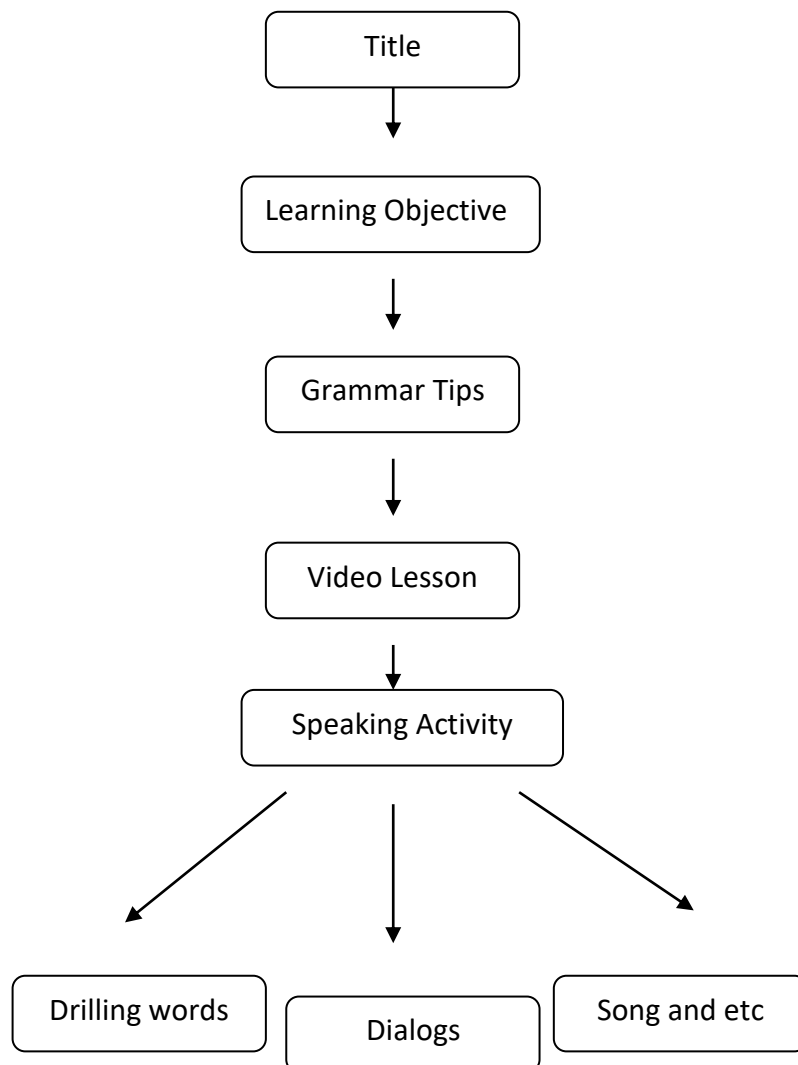 Title
Learning Objective
Grammar Tips
Video Lesson
Speaking Activity
Drilling words
Dialogs
Song and etc